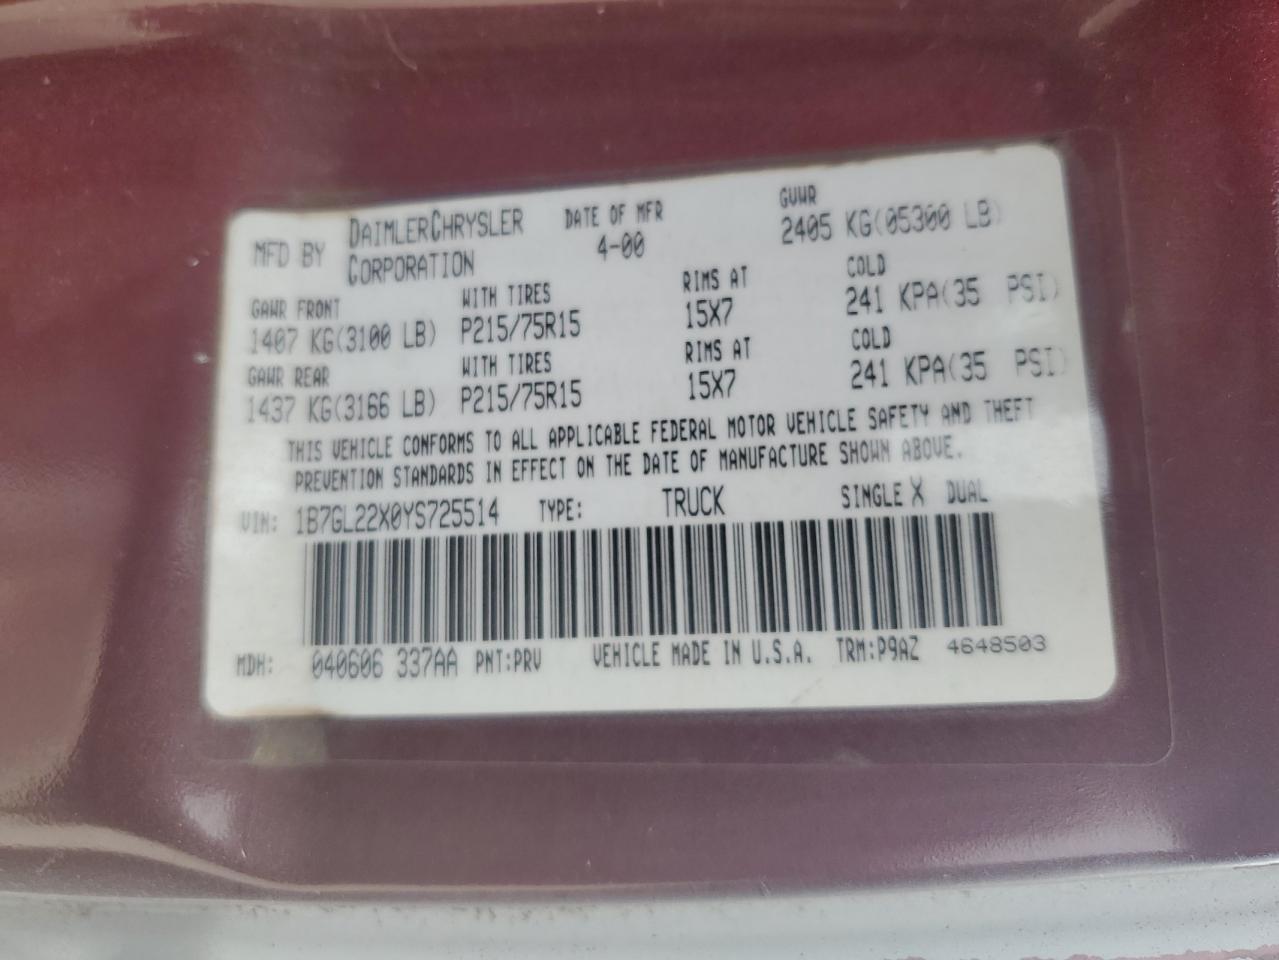 MFD BY DAIMLERCHRYSLER CORPORATION DATE OF MFR 4-00 GVWR 2405 KG(05300 LB)
GAWR FRONT WITH TIRES RIMS AT COLD
1407 KG(3100 LB) P215/75R15 15X7 241 KPA(35 PSI)
GAWR REAR WITH TIRES RIMS AT COLD
1437 KG(3166 LB) P215/75R15 15X7 241 KPA(35 PSI)
THIS VEHICLE CONFORMS TO ALL APPLICABLE FEDERAL MOTOR VEHICLE SAFETY AND THEFT
PREVENTION STANDARDS IN EFFECT ON THE DATE OF MANUFACTURE SHOWN ABOVE.
VIN: 1B7GL22X0YS725514 TYPE: TRUCK SINGLE X DUAL
MDH: 040606 337AA PNT:PRV VEHICLE MADE IN U.S.A. TRM:P9AZ 4648503